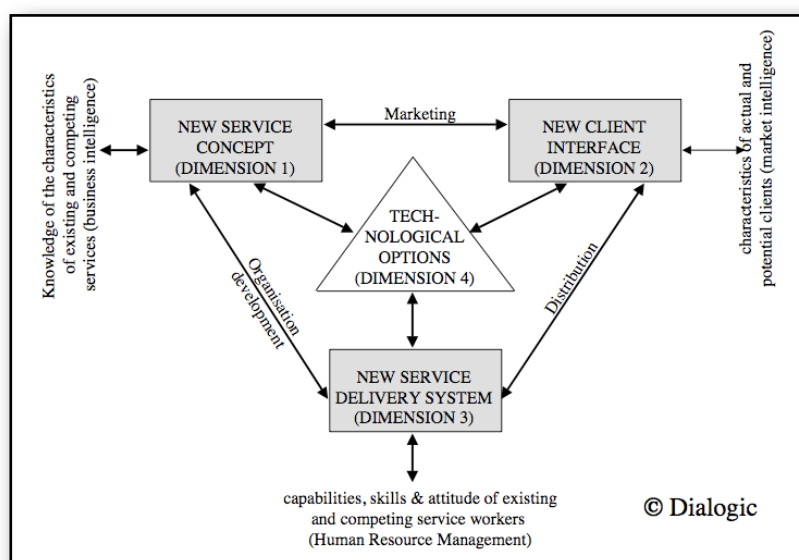 Knowledge of the characteristics
of existing and competing
services (business intelligence)
NEW SERVICE
CONCEPT
(DIMENSION 1)
Marketing
NEW CLIENT
INTERFACE
(DIMENSION 2)
characteristics of actual and
potential clients (market intelligence)
TECH-
NOLOGICAL
OPTIONS
(DIMENSION 4)
Organisation
development
Distribution
NEW SERVICE
DELIVERY SYSTEM
(DIMENSION 3)
capabilities, skills & attitude of existing
and competing service workers
(Human Resource Management)
© Dialogic